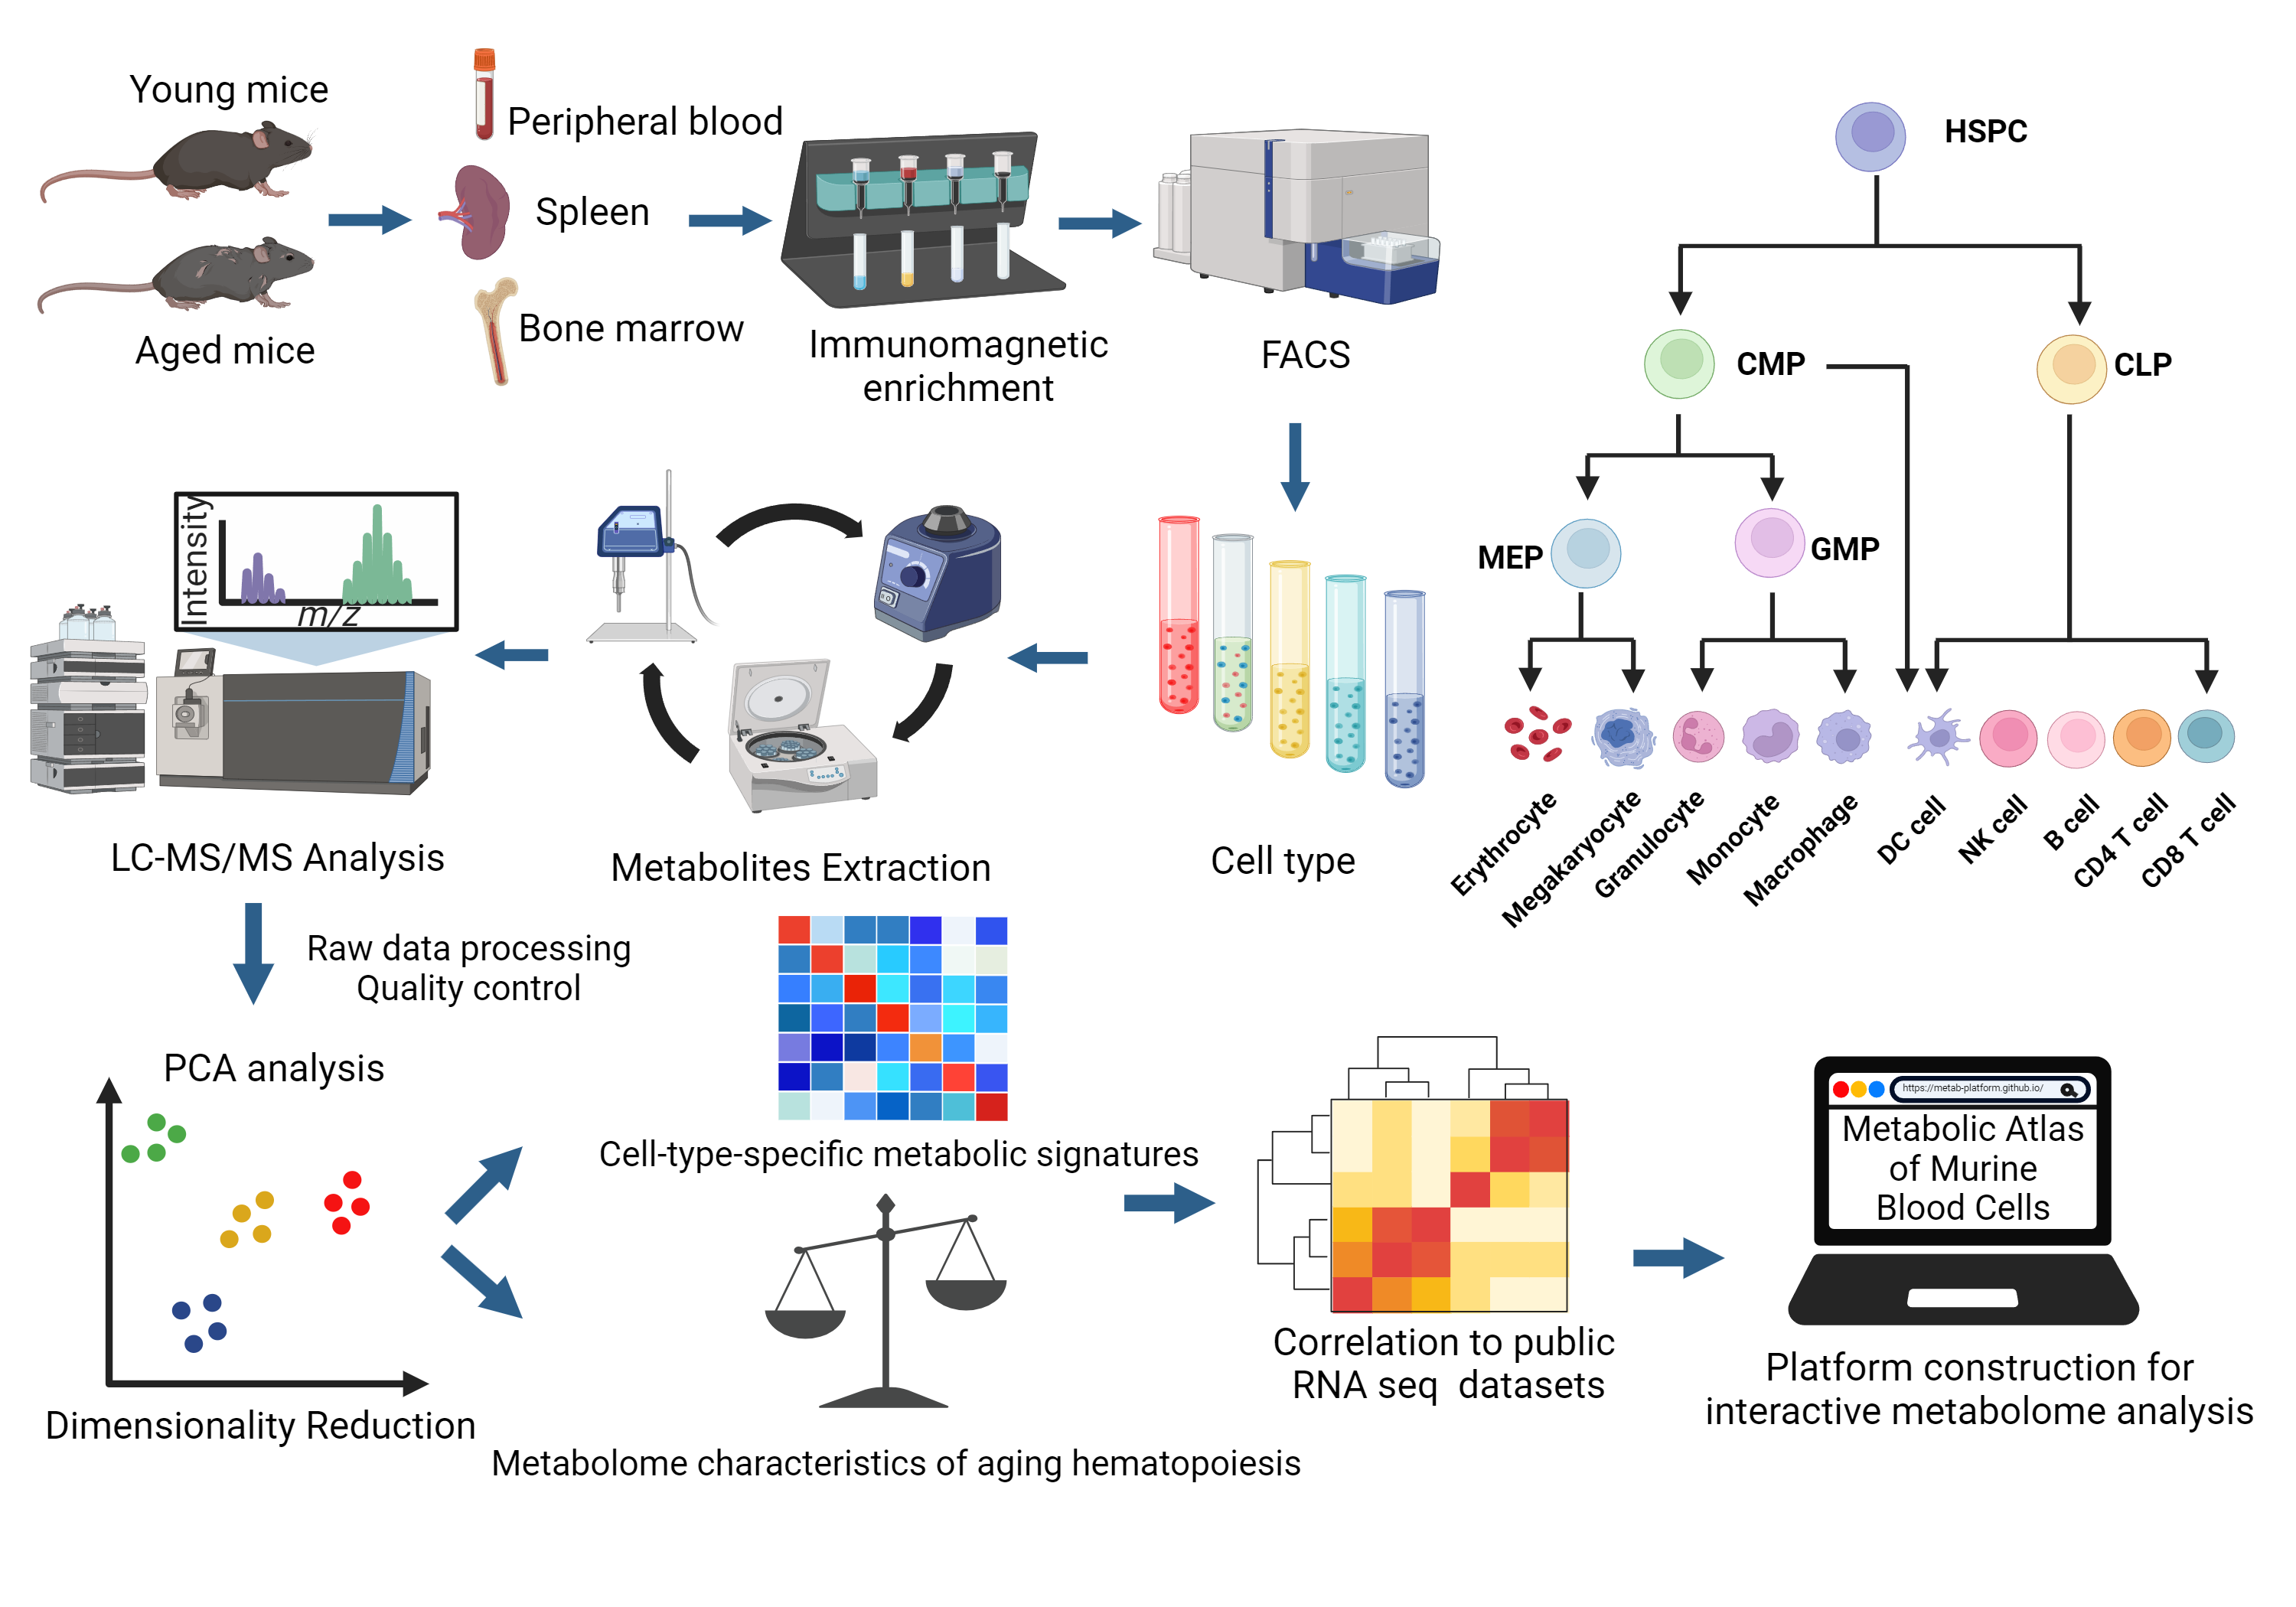 Young mice
Aged mice
Peripheral blood
Spleen
Bone marrow
Immunomagnetic
enrichment
FACS
HSPC
CMP
CLP
MEP
GMP
Erythrocyte
Megakaryocyte
Granulocyte
Monocyte
Macrophage
DC cell
NK cell
B cell
CD4 T cell
CD8 T cell
Intensity
m/z
LC-MS/MS Analysis
Metabolites Extraction
Cell type
Raw data processing
Quality control
PCA analysis
Dimensionality Reduction
Cell-type-specific metabolic signatures
Metabolome characteristics of aging hematopoiesis
Correlation to public
RNA seq datasets
https://metab-platform.github.io/
Metabolic Atlas
of Murine
Blood Cells
Platform construction for
interactive metabolome analysis